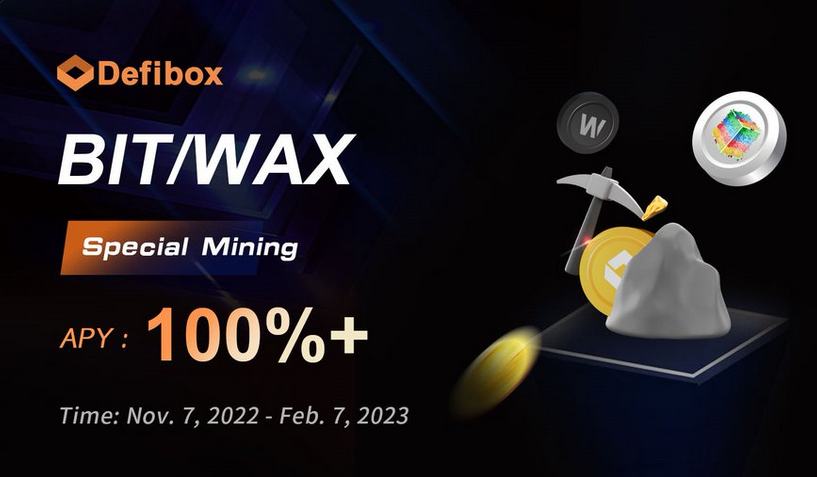 Defibox
BIT/WAX
Special Mining
APY : 100%+
Time: Nov. 7, 2022 - Feb. 7, 2023
W